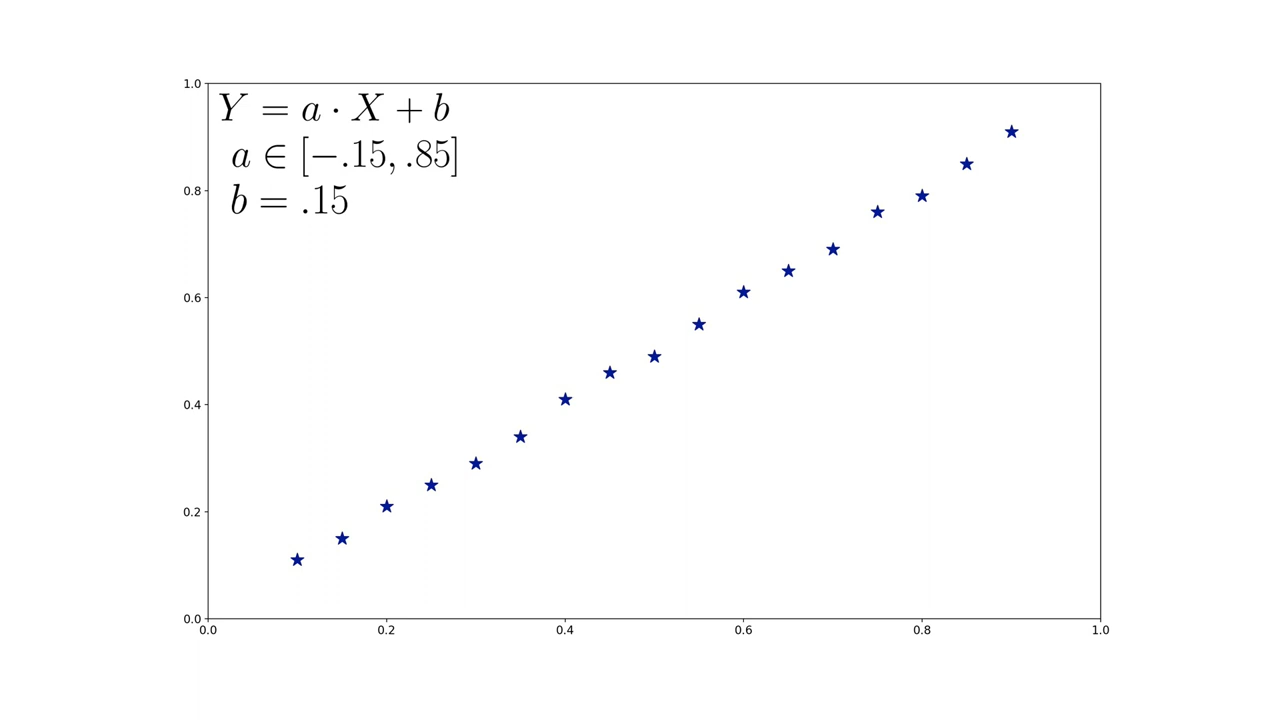 1.0
Y = a · X + b
a ∈ [−.15, .85]
0.8
b = .15
0.6
0.4
0.2
0.0
0.0 0.2 0.4 0.6 0.8 1.0